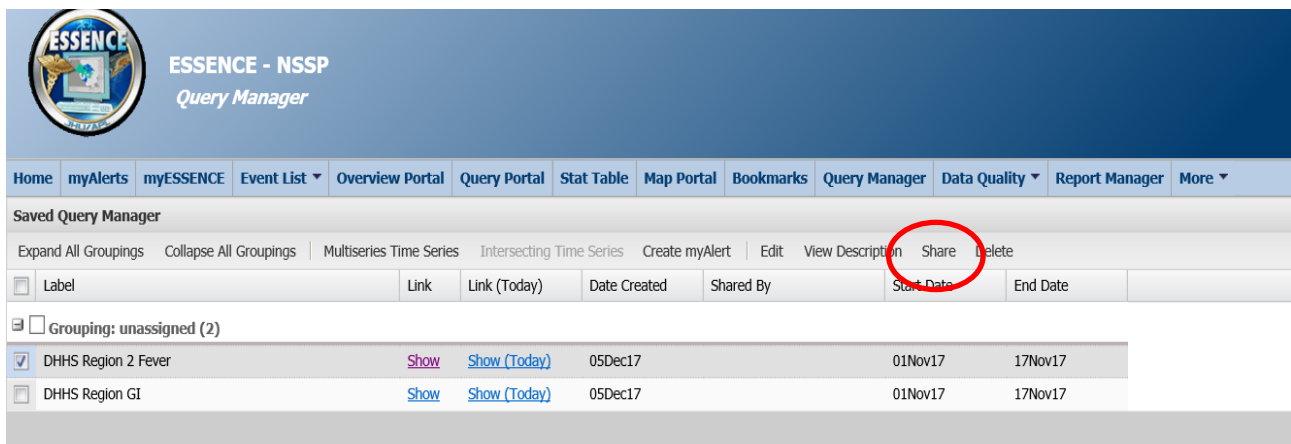 ESSENCE
JHU/APL
ESSENCE - NSSP
Query Manager
Home myAlerts myESSENCE Event List Overview Portal Query Portal Stat Table Map Portal Bookmarks Query Manager Data Quality Report Manager More
Saved Query Manager
Expand All Groupings Collapse All Groupings Multiseries Time Series Intersecting Time Series Create myAlert Edit View Description Share Delete
Label Link Link (Today) Date Created Shared By Start Date End Date
Grouping: unassigned (2)
DHHS Region 2 Fever Show Show (Today) 05Dec17 01Nov17 17Nov17
DHHS Region GI Show Show (Today) 05Dec17 01Nov17 17Nov17